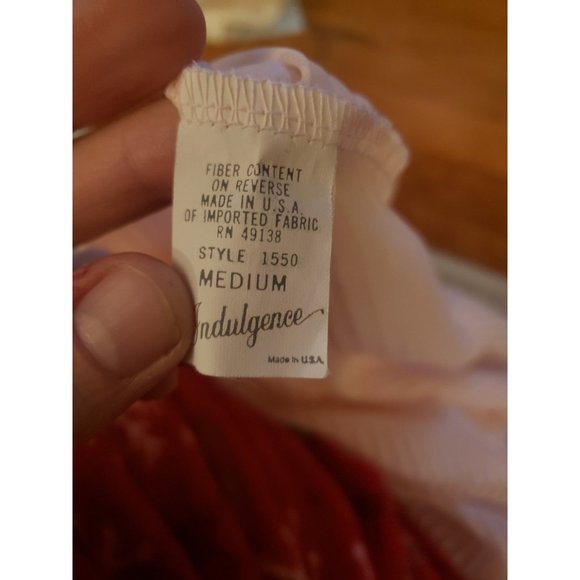 FIBER CONTENT
ON REVERSE
MADE IN U.S.A.
OF IMPORTED FABRIC
RN 49138
STYLE 1550
MEDIUM
Indulgence
Made in U.S.A.